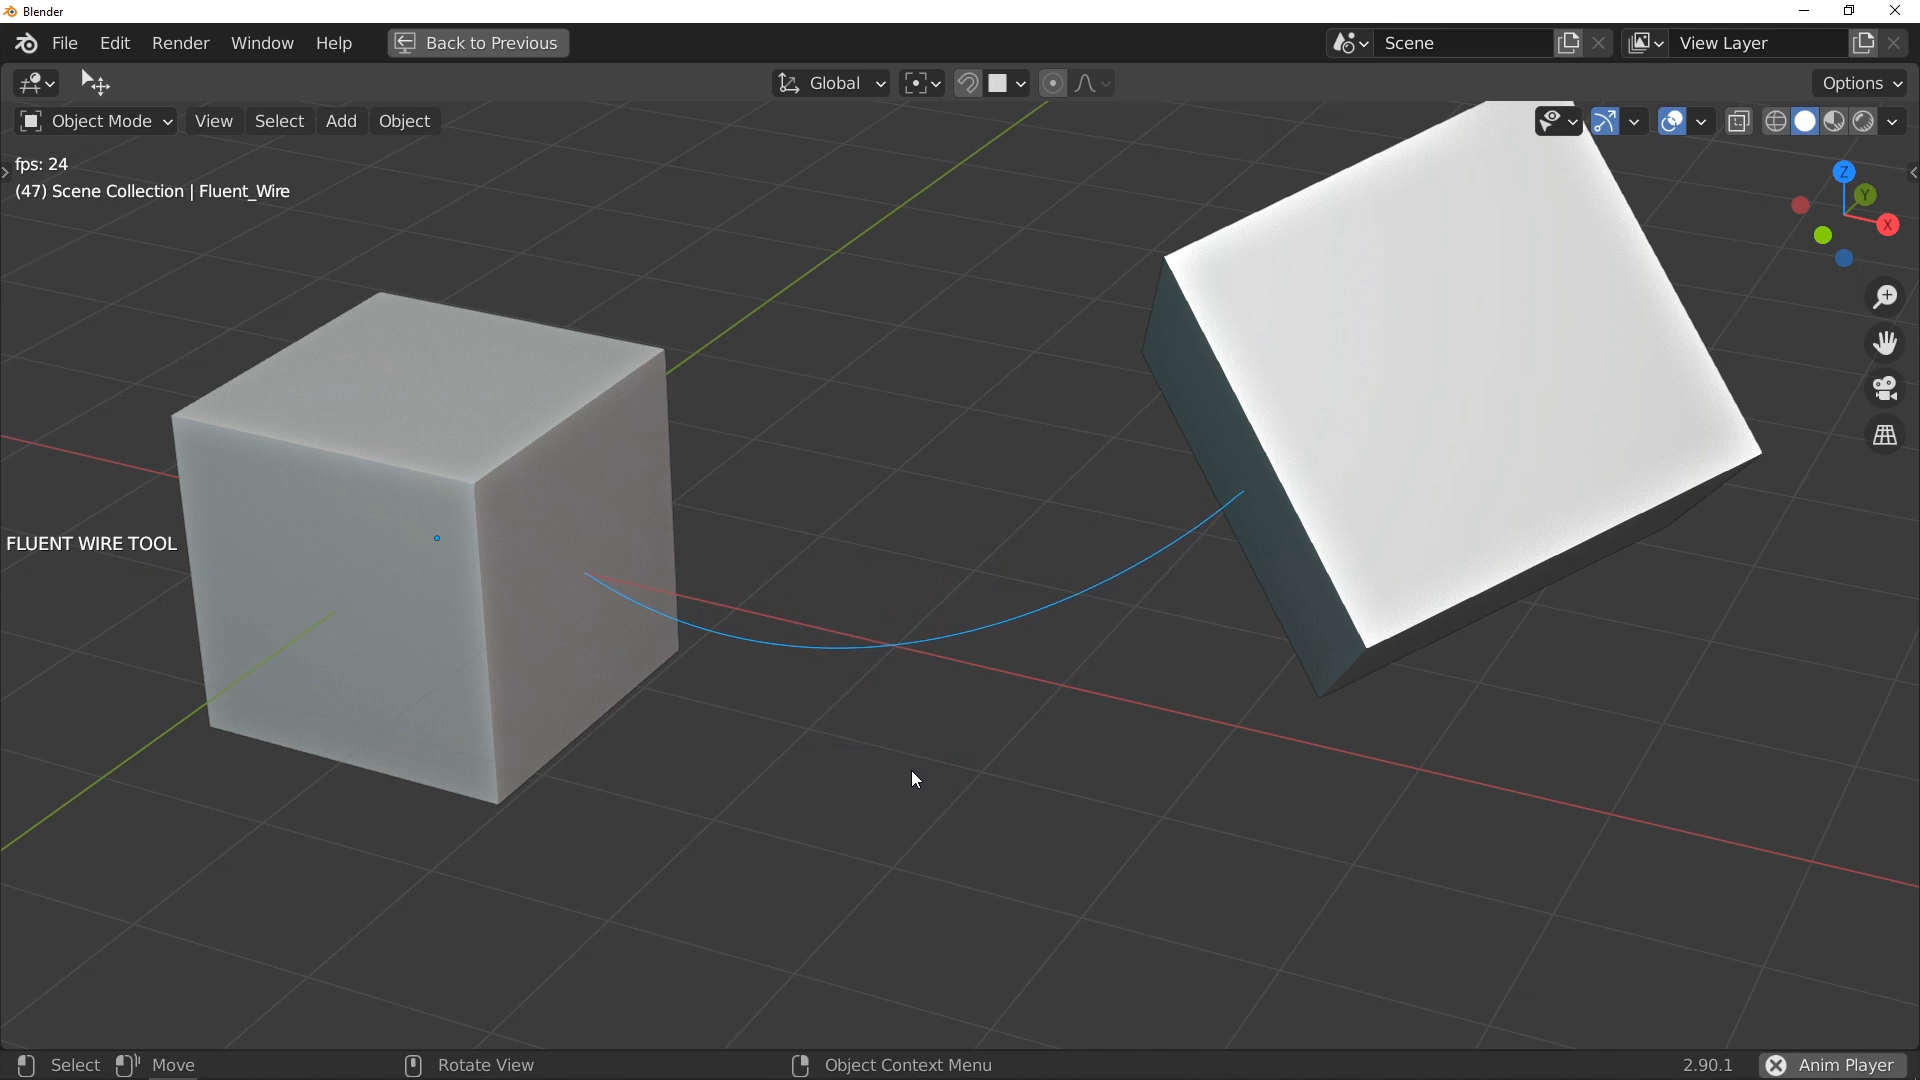 Blender
File Edit Render Window Help Back to Previous Scene View Layer
Global Options
Object Mode View Select Add Object
fps: 24
(47) Scene Collection | Fluent_Wire
Z
Y
X
FLUENT WIRE TOOL
Select Move Rotate View Object Context Menu 2.90.1 Anim Player